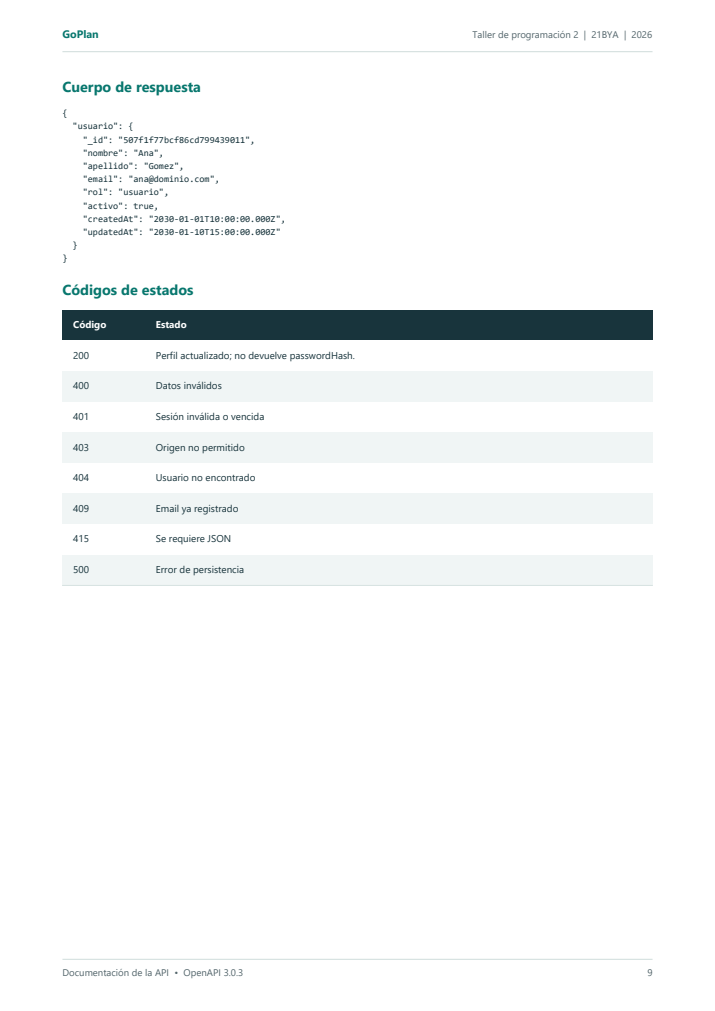 GoPlan
Taller de programación 2 | 21BYA | 2026
Cuerpo de respuesta
{
  "usuario": {
    "_id": "507f1f77bcf86cd799439011",
    "nombre": "Ana",
    "apellido": "Gomez",
    "email": "ana@dominio.com",
    "rol": "usuario",
    "activo": true,
    "createdAt": "2030-01-01T10:00:00.000Z",
    "updatedAt": "2030-01-10T15:00:00.000Z"
  }
}
Códigos de estados
Código Estado
200 Perfil actualizado; no devuelve passwordHash.
400 Datos inválidos
401 Sesión inválida o vencida
403 Origen no permitido
404 Usuario no encontrado
409 Email ya registrado
415 Se requiere JSON
500 Error de persistencia
Documentación de la API • OpenAPI 3.0.3
9